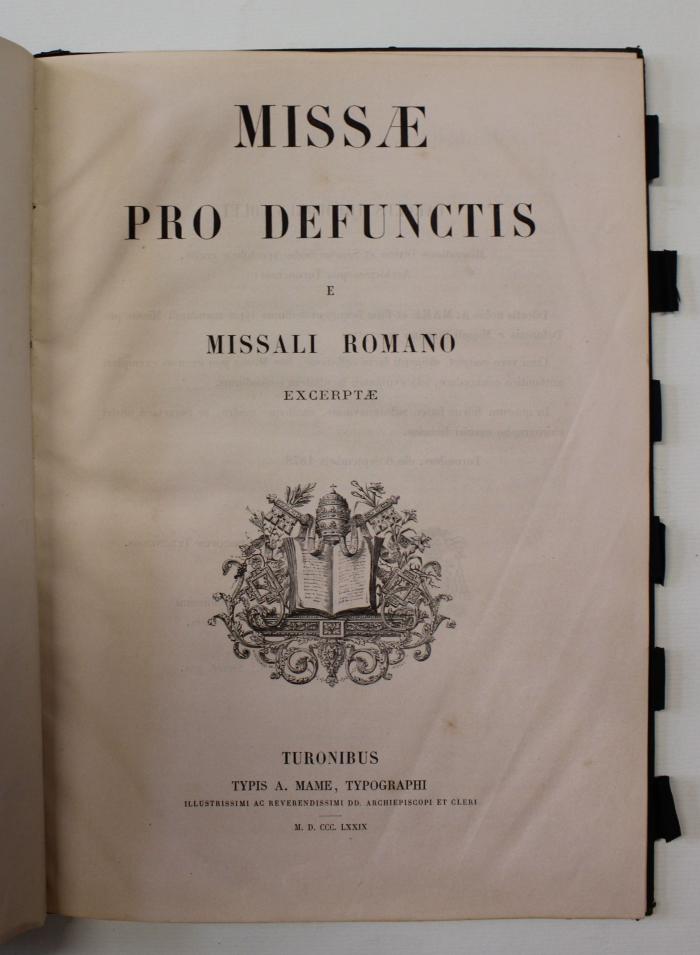 MISSÆ
PRO DEFUNCTIS
E
MISSALI ROMANO
EXCERPTÆ
TURONIBUS
TYPIS A. MAME, TYPOGRAPHI
ILLUSTRISSIMI AC REVERENDISSIMI DD. ARCHIEPISCOPI ET CLERI
M. D. CCC. LXXIX